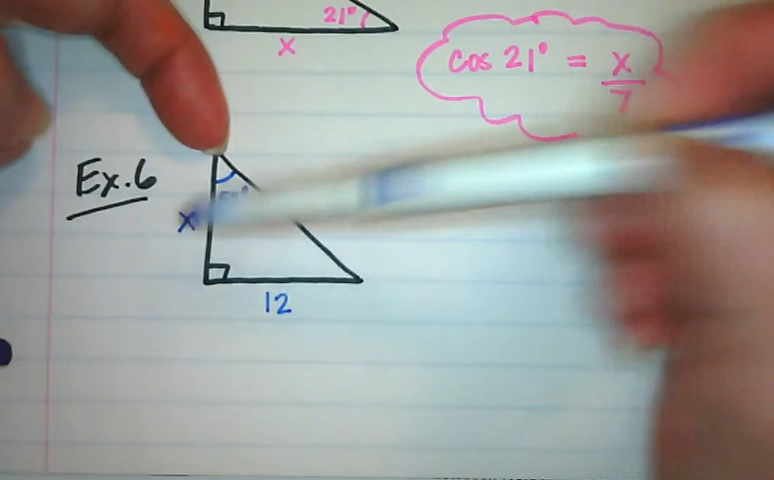 21°
x
cos 21° = x/7
Ex.6
x
12